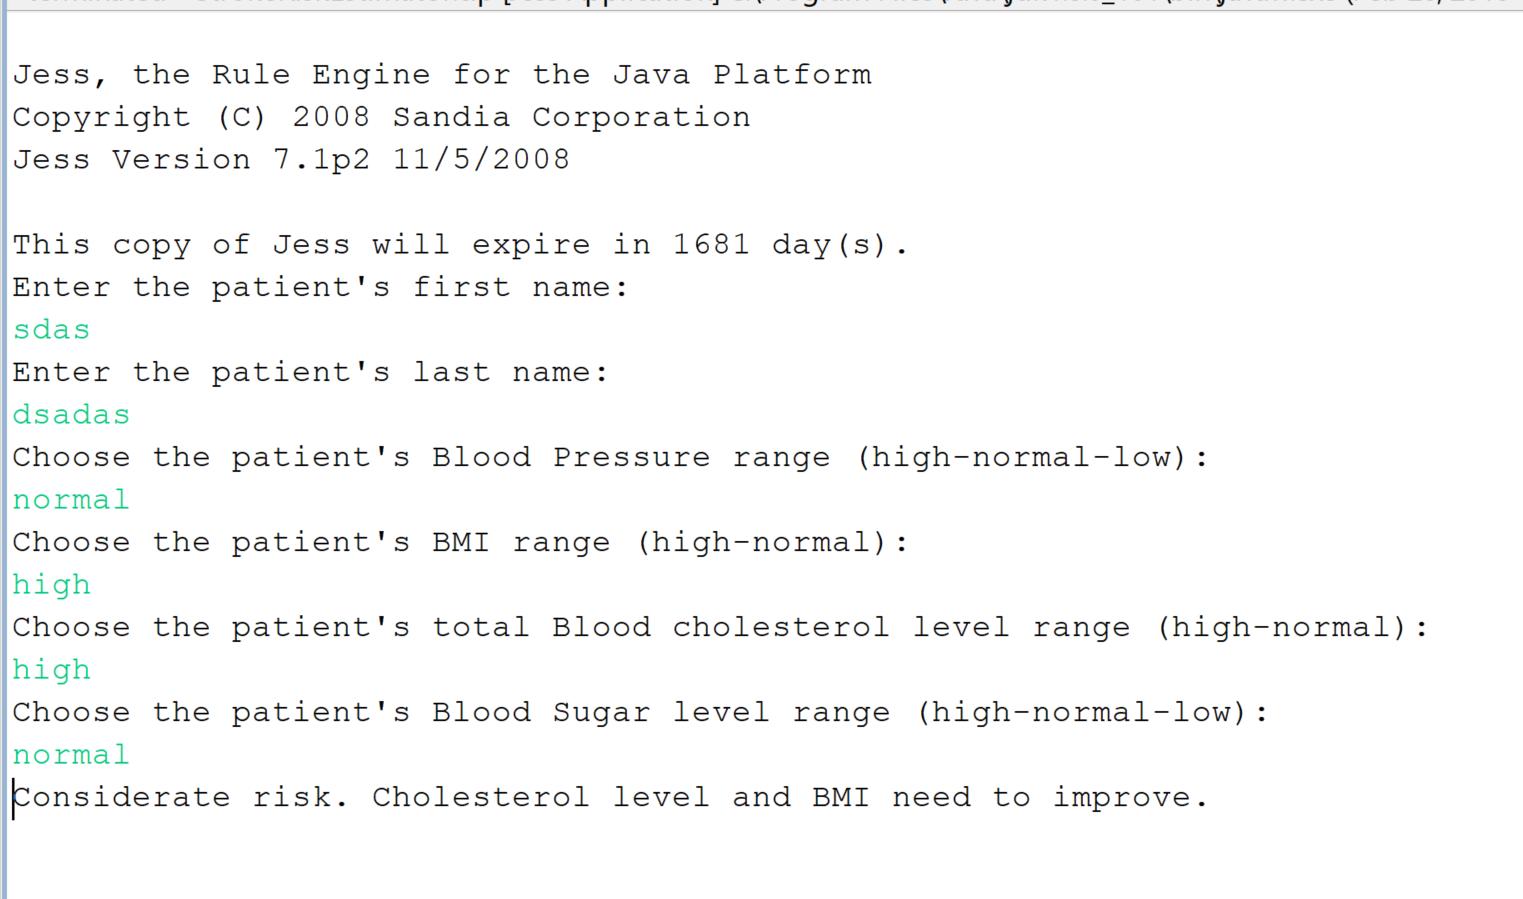 Jess, the Rule Engine for the Java Platform
Copyright (C) 2008 Sandia Corporation
Jess Version 7.1p2 11/5/2008
This copy of Jess will expire in 1681 day(s).
Enter the patient's first name:
sdas
Enter the patient's last name:
dsadas
Choose the patient's Blood Pressure range (high-normal-low):
normal
Choose the patient's BMI range (high-normal):
high
Choose the patient's total Blood cholesterol level range (high-normal):
high
Choose the patient's Blood Sugar level range (high-normal-low):
normal
Considerate risk. Cholesterol level and BMI need to improve.